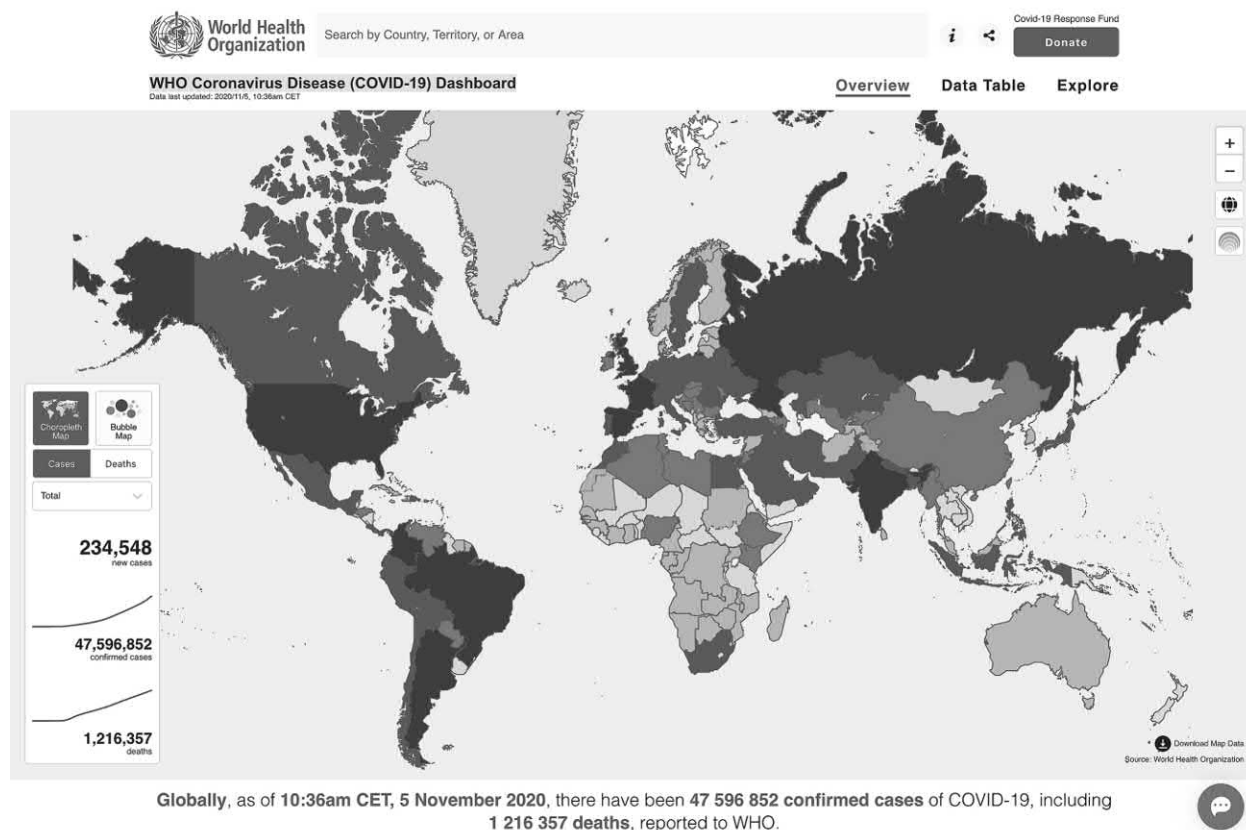 World Health
Organization
Search by Country, Territory, or Area
i
Covid-19 Response Fund
Donate
WHO Coronavirus Disease (COVID-19) Dashboard
Data last updated: 2020/11/5, 10:36am CET
Overview
Data Table
Explore
+
−
Choropleth
Map
Bubble
Map
Cases
Deaths
Total
234,548
new cases
47,596,852
confirmed cases
1,216,357
deaths
Download Map Data
Source: World Health Organization
Globally, as of 10:36am CET, 5 November 2020, there have been 47 596 852 confirmed cases of COVID-19, including
1 216 357 deaths, reported to WHO.